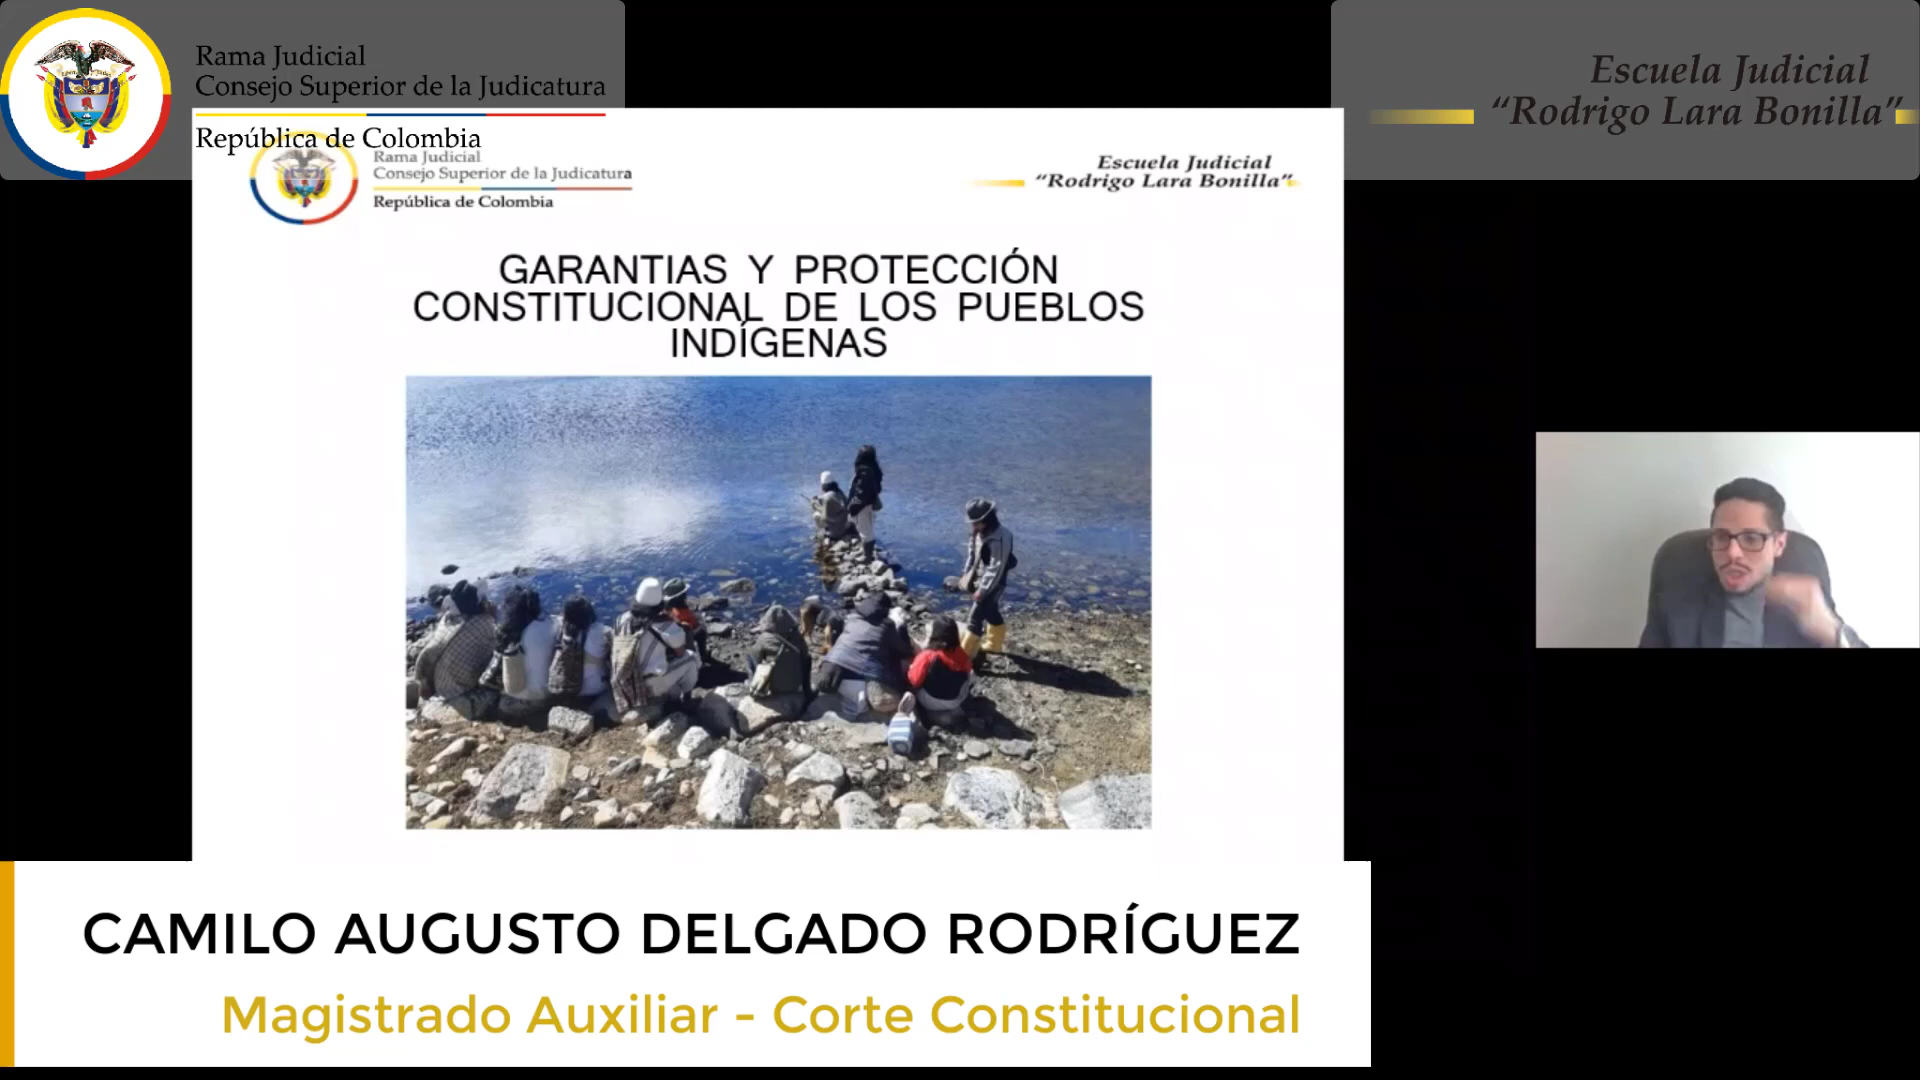 Rama Judicial
Consejo Superior de la Judicatura
República de Colombia
Escuela Judicial
“Rodrigo Lara Bonilla”
Rama Judicial
Consejo Superior de la Judicatura
República de Colombia
Escuela Judicial
“Rodrigo Lara Bonilla”
GARANTIAS Y PROTECCIÓN
CONSTITUCIONAL DE LOS PUEBLOS
INDÍGENAS
CAMILO AUGUSTO DELGADO RODRÍGUEZ
Magistrado Auxiliar - Corte Constitucional